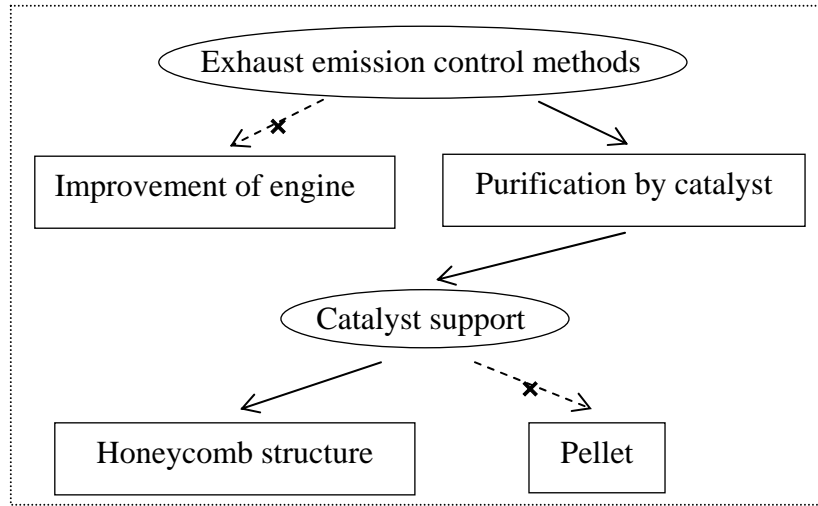 Exhaust emission control methods
Improvement of engine
Purification by catalyst
Catalyst support
Honeycomb structure
Pellet